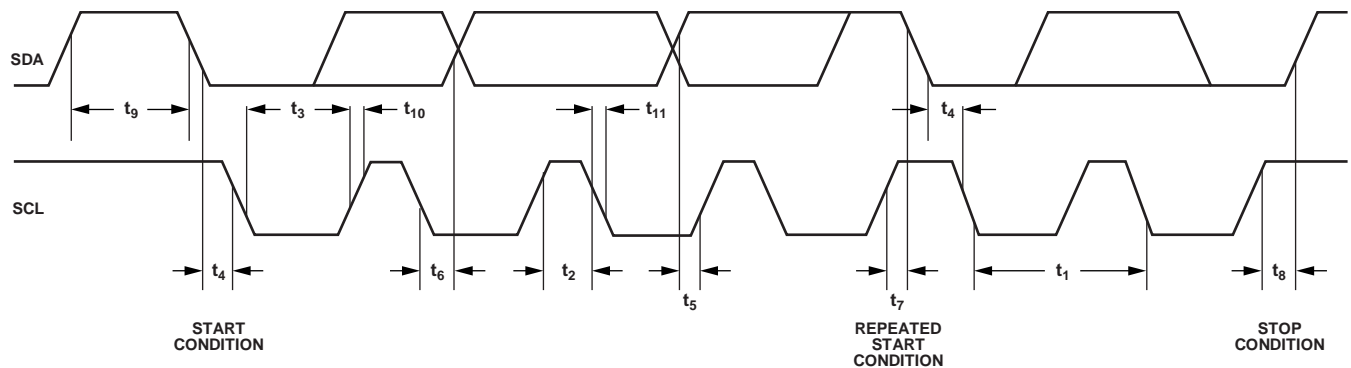 SDA
t9
t3
t10
t11
t4
SCL
t4
t6
t2
t5
t7
t1
t8
START
CONDITION
REPEATED
START
CONDITION
STOP
CONDITION